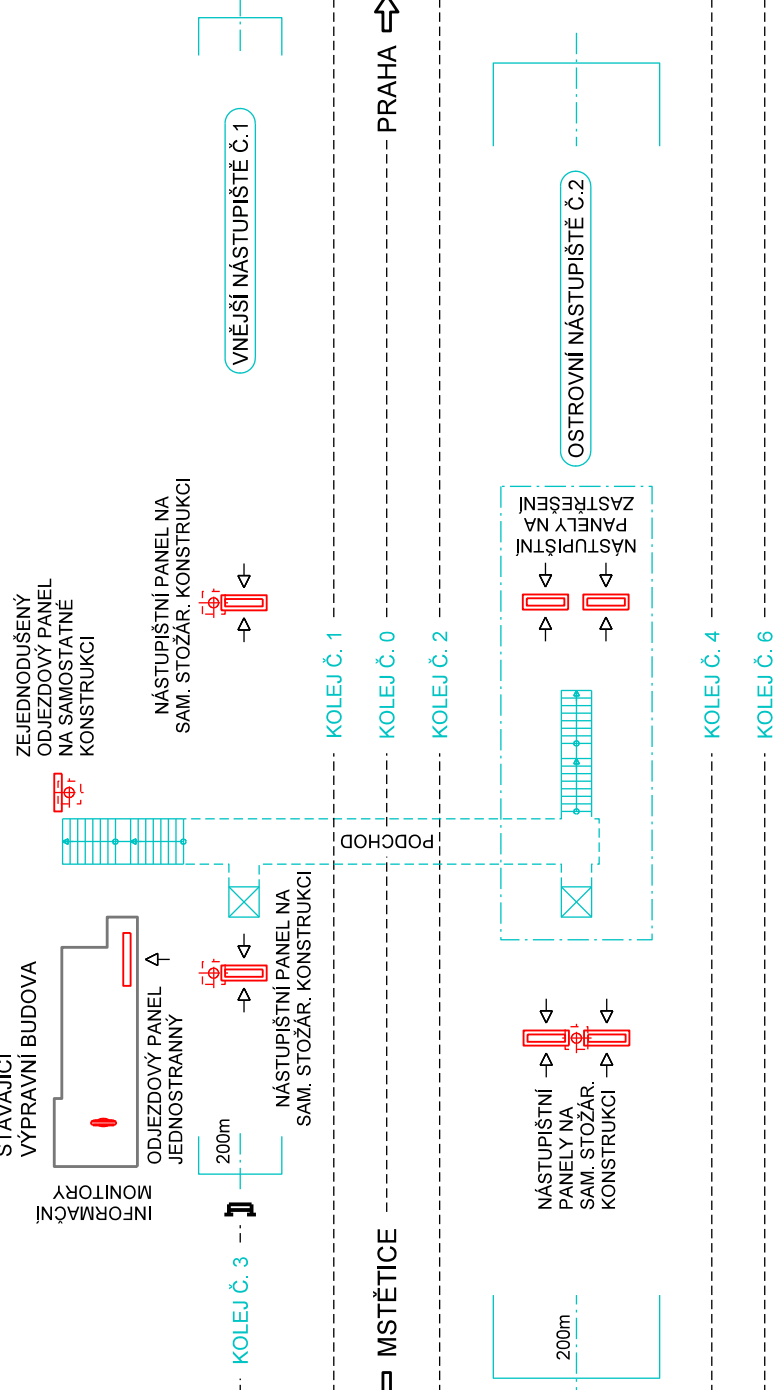 STÁVAJÍCÍ
VÝPRAVNÍ BUDOVA
INFORMAČNÍ
MONITORY
ODJEZDOVÝ PANEL
JEDNOSTRANNÝ
ZEJEDNODUŠENÝ
ODJEZDOVÝ PANEL
NA SAMOSTATNÉ
KONSTRUKCI
NÁSTUPIŠTNÍ PANEL NA
SAM. STOŽÁR. KONSTRUKCI
VNĚJŠÍ NÁSTUPIŠTĚ Č.1
KOLEJ Č. 3
200m
NÁSTUPIŠTNÍ PANEL NA
SAM. STOŽÁR. KONSTRUKCI
KOLEJ Č. 1
MSTĚTICE
PODCHOD
KOLEJ Č. 0
PRAHA
KOLEJ Č. 2
200m
NÁSTUPIŠTNÍ
PANELY NA
SAM. STOŽÁR.
KONSTRUKCI
NÁSTUPIŠTNÍ
PANELY NA
ZASTŘEŠENÍ
OSTROVNÍ NÁSTUPIŠTĚ Č.2
KOLEJ Č. 4
KOLEJ Č. 6